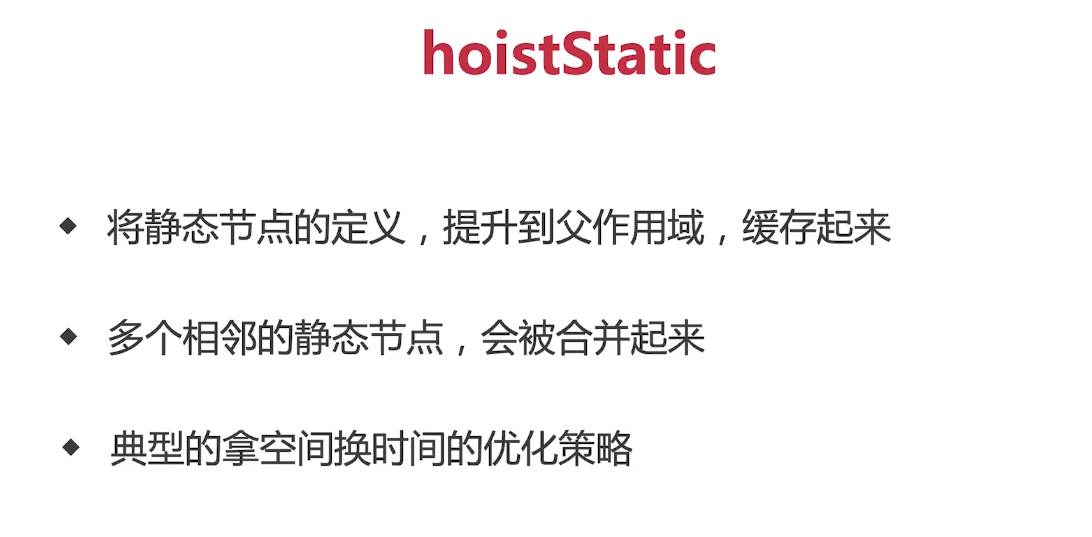 hoistStatic
将静态节点的定义，提升到父作用域，缓存起来
多个相邻的静态节点，会被合并起来
典型的拿空间换时间的优化策略